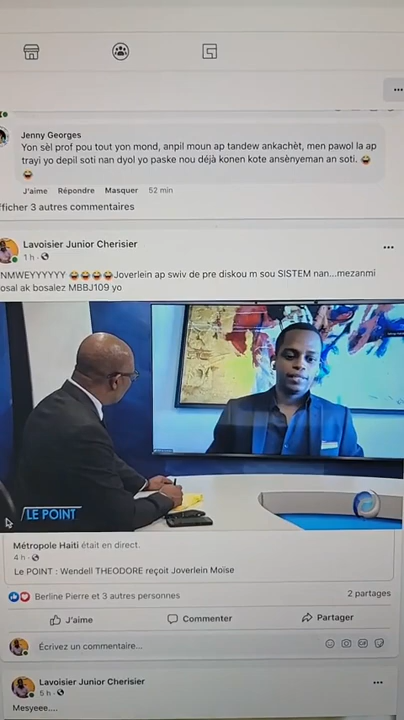 Jenny Georges
Yon sèl prof pou tout yon mond, anpil moun ap tandew ankachèt, men pawol la ap
trayi yo depil soti nan dyol yo paske nou déjà konen kote ansènyeman an soti. 😂
😂
J'aime Répondre Masquer 52 min
fficher 3 autres commentaires
Lavoisier Junior Cherisier
1 h
NMWEYYYYYY 😂😂😂😂Joverlein ap swiv de pre diskou m sou SISTEM nan...mezanmi
osal ak bosalez MBBJ109 yo
LE POINT
Métropole Haiti était en direct.
4 h
Le POINT : Wendell THEODORE reçoit Joverlein Moise
Berline Pierre et 3 autres personnes
2 partages
J'aime
Commenter
Partager
Écrivez un commentaire...
Lavoisier Junior Cherisier
5 h
Mesyeee....